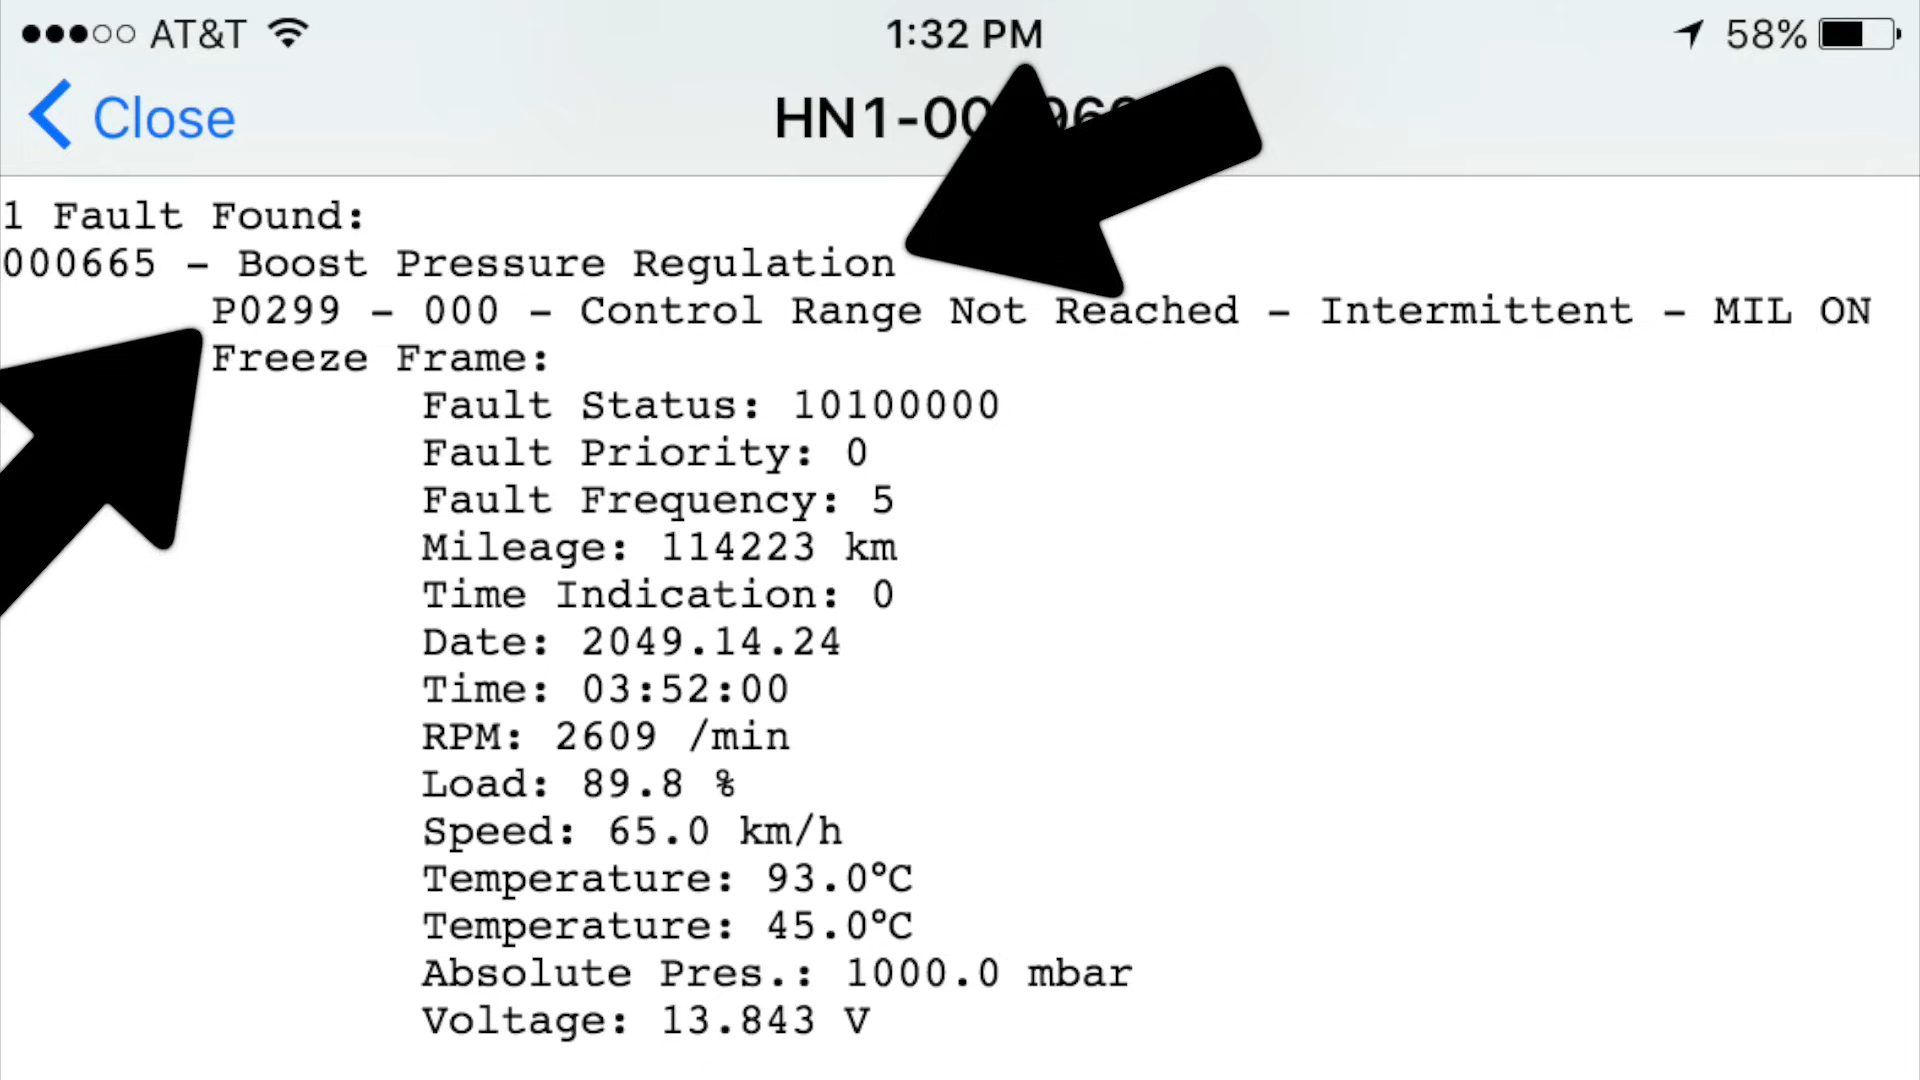 AT&T 1:32 PM 58%
Close HN1-00
1 Fault Found:
000665 - Boost Pressure Regulation
P0299 - 000 - Control Range Not Reached - Intermittent - MIL ON
Freeze Frame:
Fault Status: 10100000
Fault Priority: 0
Fault Frequency: 5
Mileage: 114223 km
Time Indication: 0
Date: 2049.14.24
Time: 03:52:00
RPM: 2609 /min
Load: 89.8 %
Speed: 65.0 km/h
Temperature: 93.0°C
Temperature: 45.0°C
Absolute Pres.: 1000.0 mbar
Voltage: 13.843 V